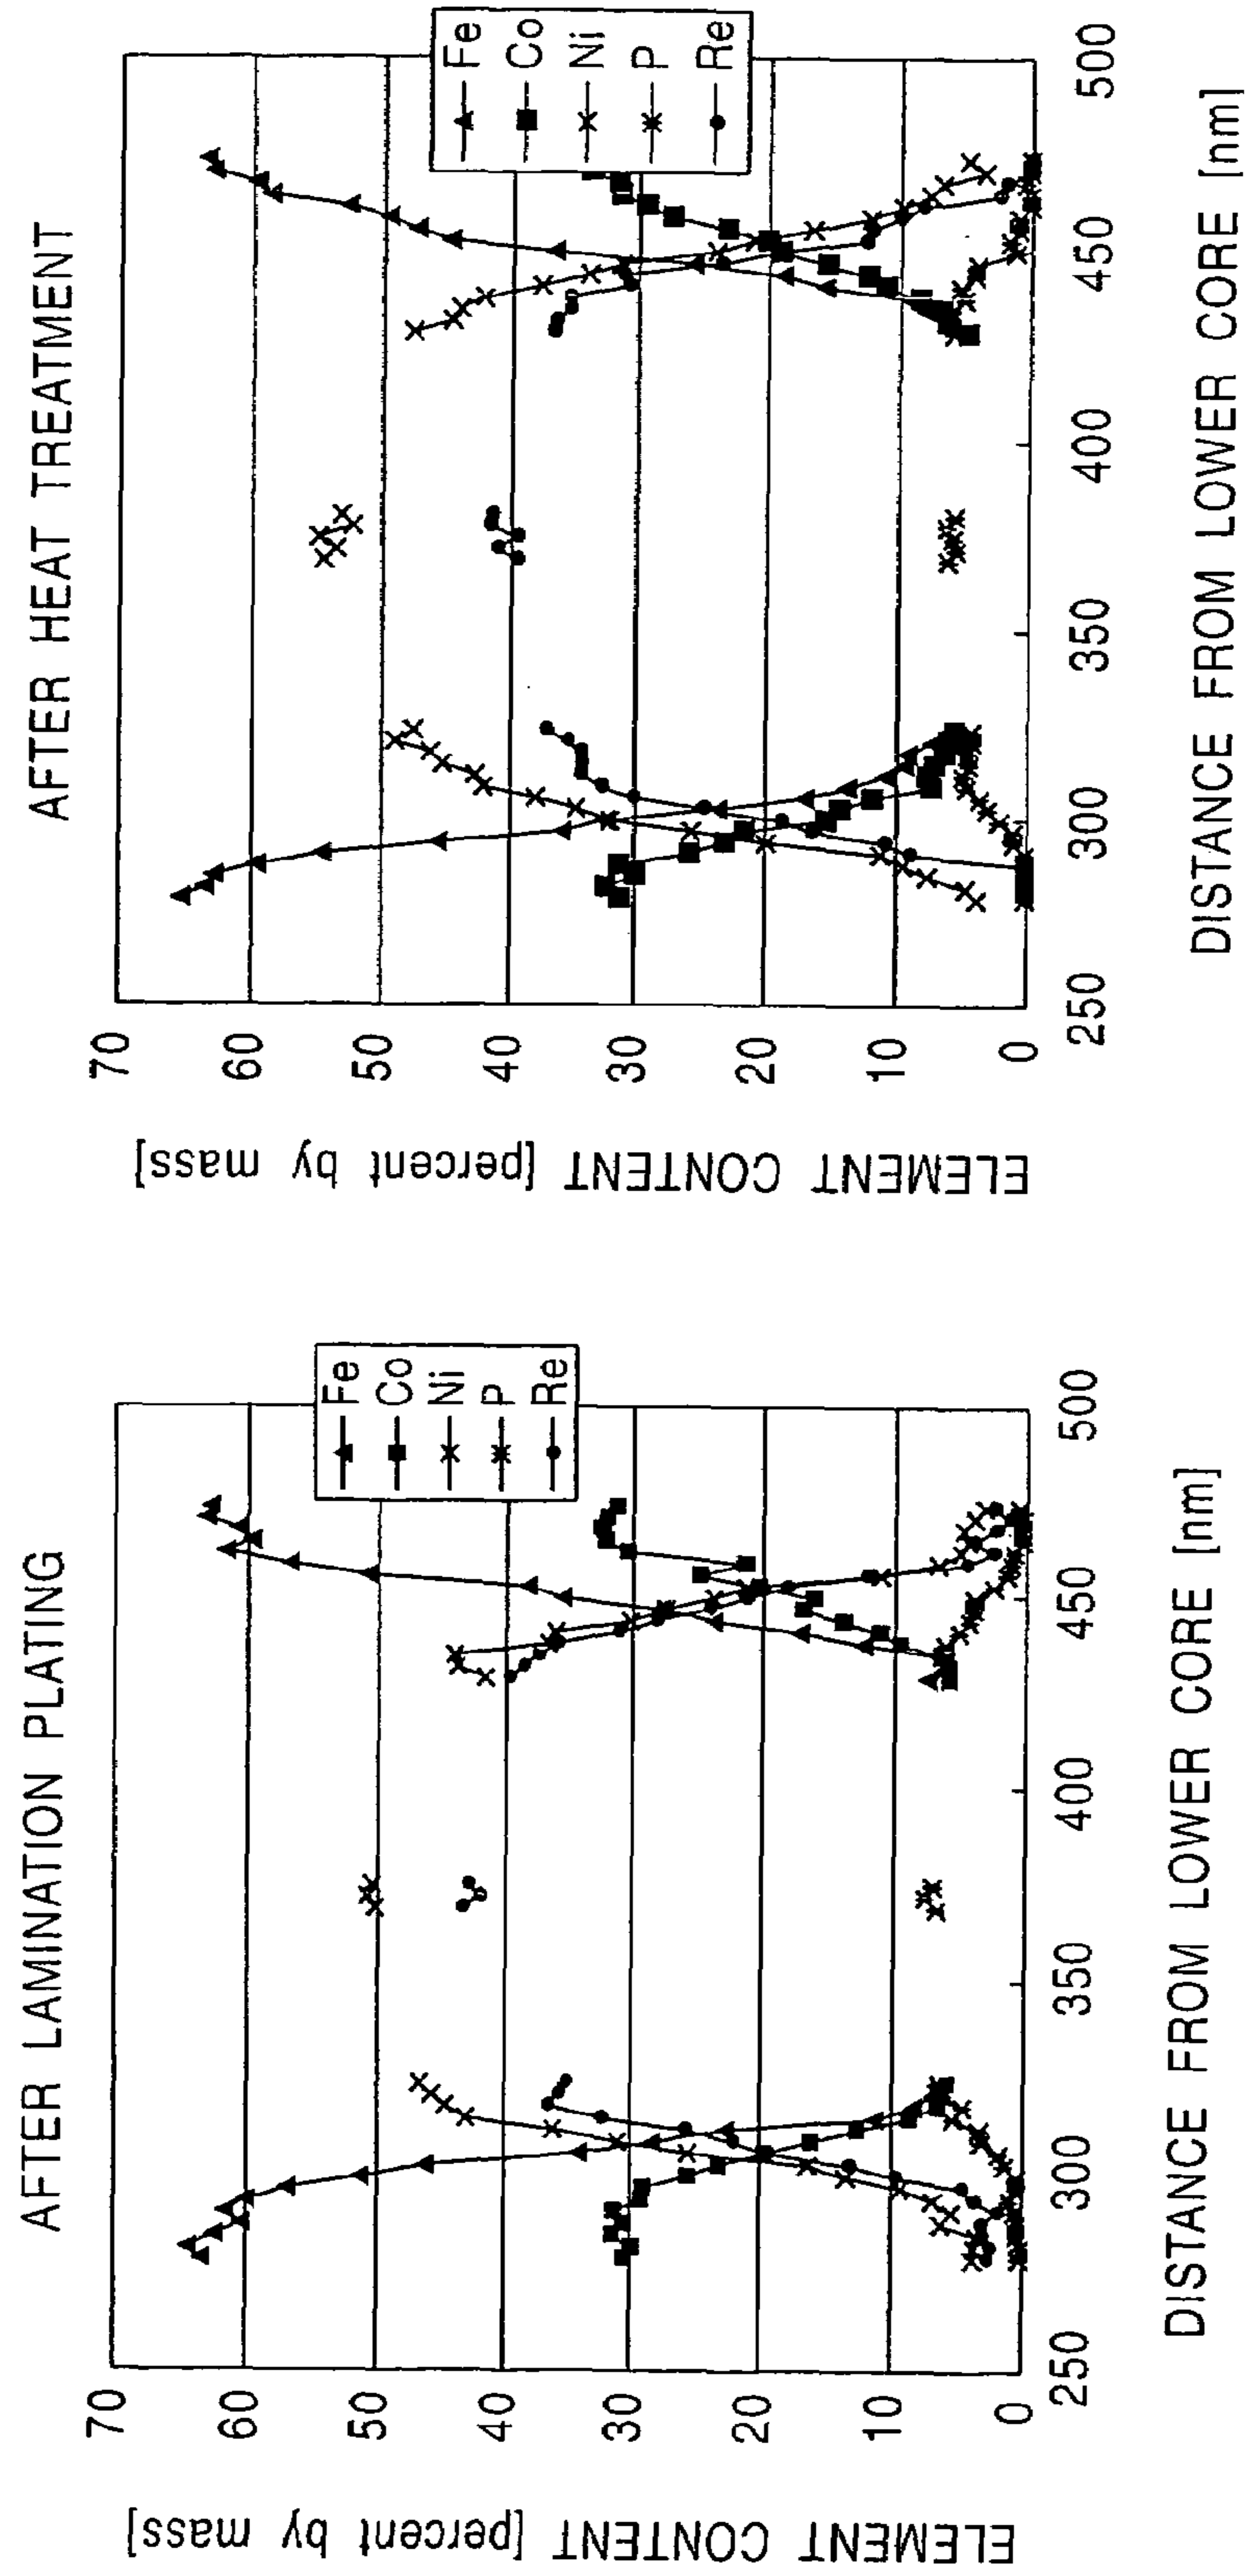 AFTER LAMINATION PLATING
ELEMENT CONTENT [percent by mass]
70
60
50
40
30
20
10
0
250
300
350
400
450
500
DISTANCE FROM LOWER CORE [nm]
Fe
Co
Ni
P
Re
AFTER HEAT TREATMENT
ELEMENT CONTENT [percent by mass]
70
60
50
40
30
20
10
0
250
300
350
400
450
500
DISTANCE FROM LOWER CORE [nm]
Fe
Co
Ni
P
Re